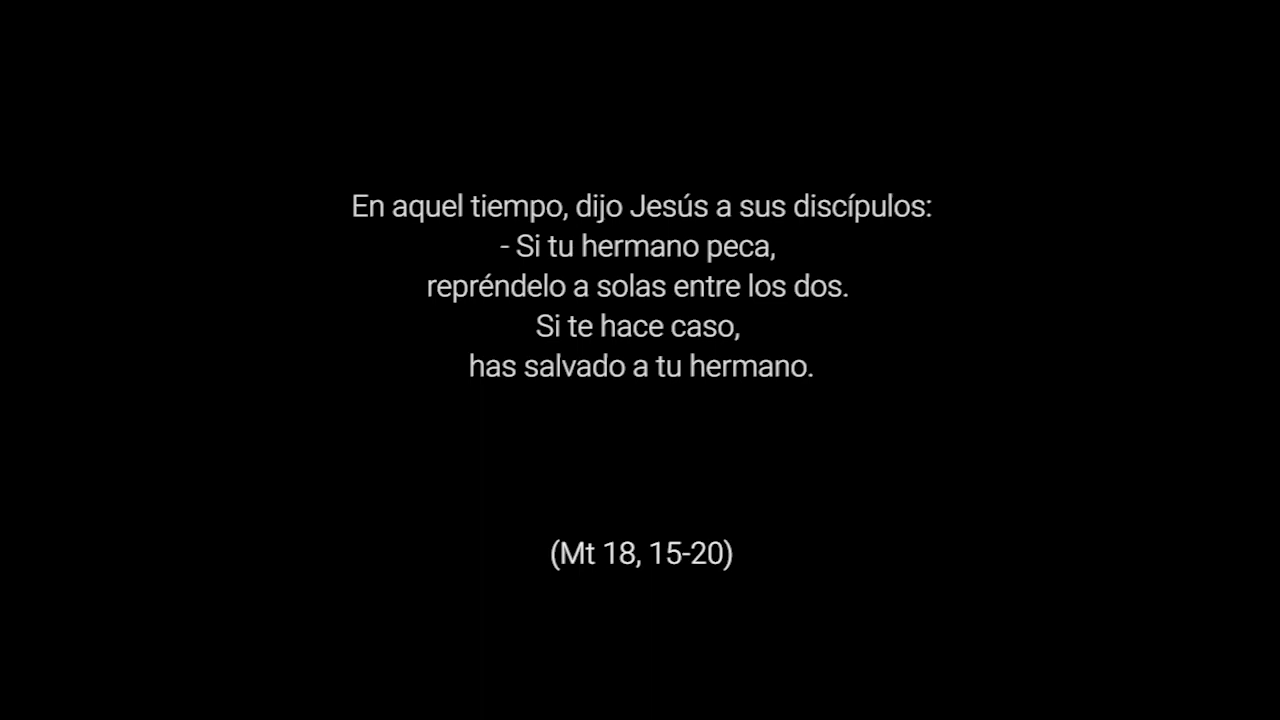 En aquel tiempo, dijo Jesús a sus discípulos:
- Si tu hermano peca,
repréndelo a solas entre los dos.
Si te hace caso,
has salvado a tu hermano.
(Mt 18, 15-20)